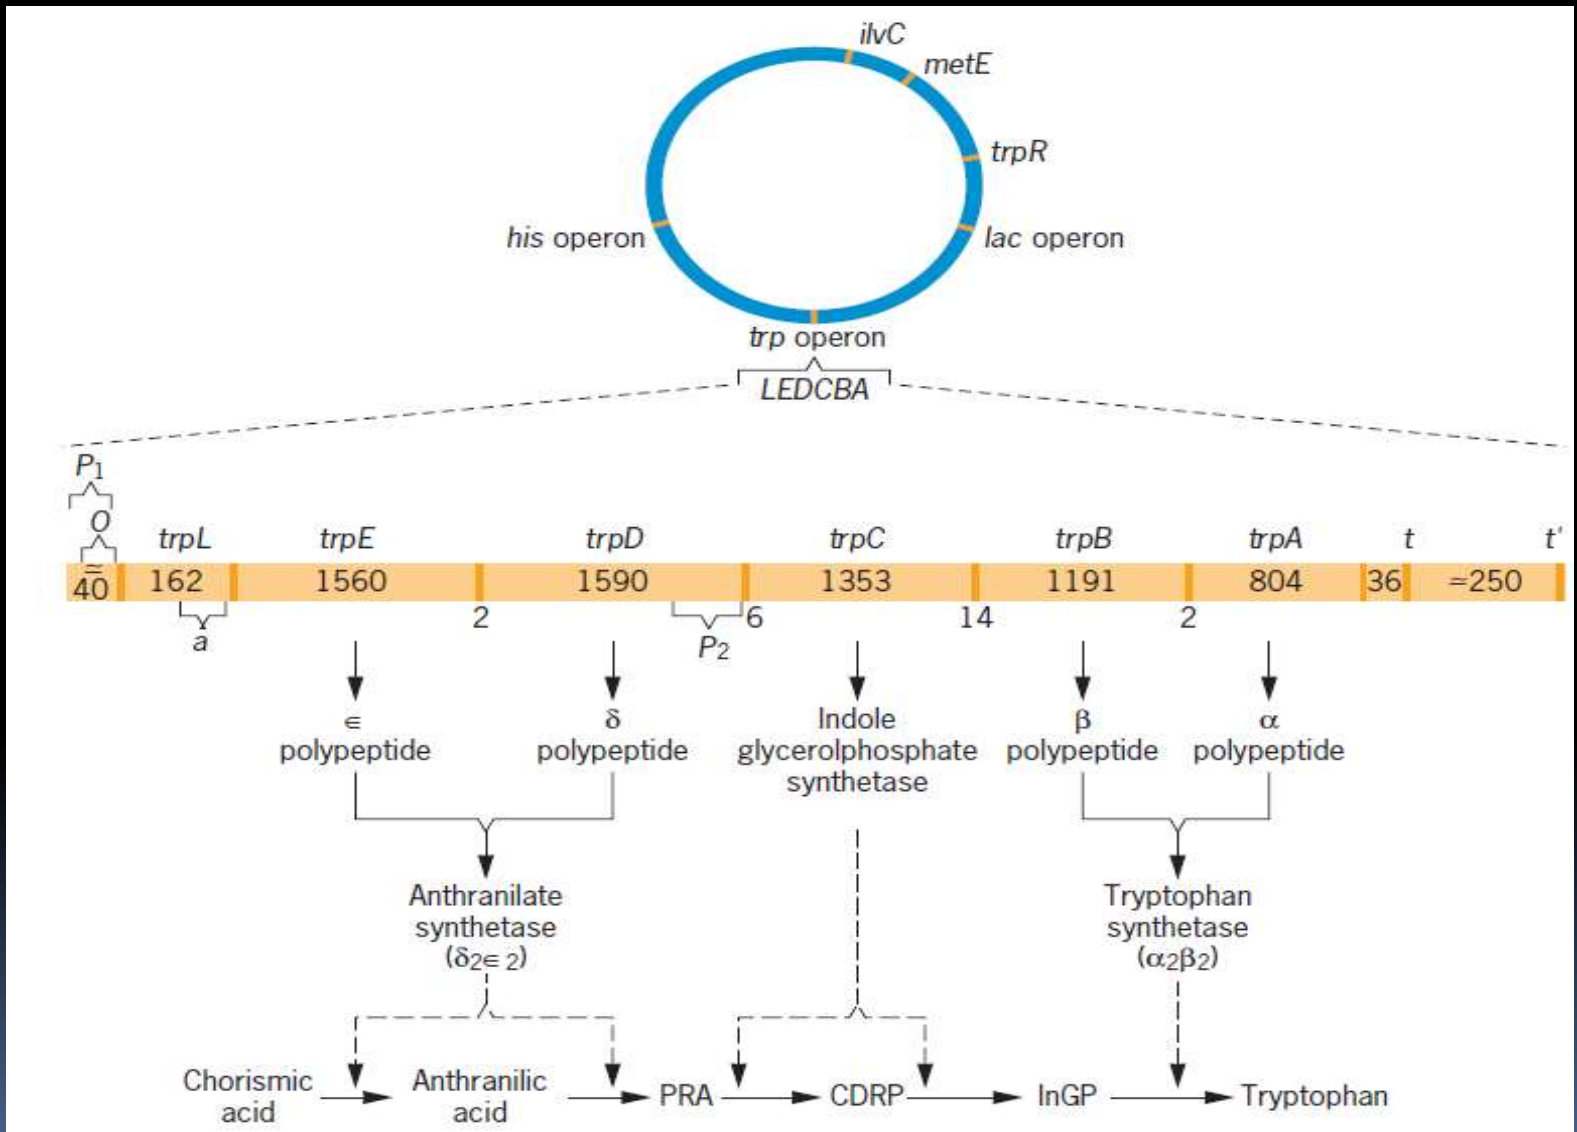 ilvC
metE
trpR
his operon
lac operon
trp operon
LEDCBA
P1
O
trpL trpE trpD trpC trpB trpA t t'
≃40 162 1560 1590 1353 1191 804 36 ≃250
a 2 P2 6 14 2
∈ δ Indole β α
polypeptide polypeptide glycerolphosphate polypeptide polypeptide
synthetase
Anthranilate Tryptophan
synthetase synthetase
(δ2∈2) (α2β2)
Chorismic Anthranilic PRA CDRP InGP Tryptophan
acid acid